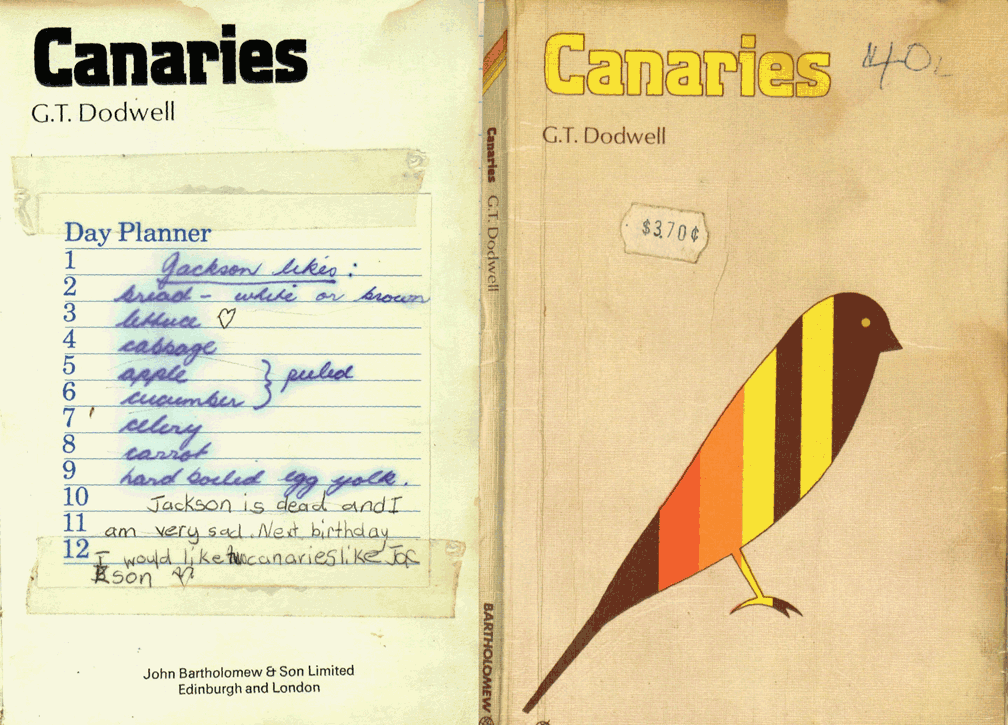 Canaries
G.T. Dodwell
Day Planner
1 Jackson likes:
2 bread - white or brown
3 lettuce ♡
4 cabbage
5 apple } peeled
6 cucumber
7 celery
8 carrot
9 hard boiled egg yolk.
10 Jackson is dead and I
11 am very sad. Next birthday
12 I would like two canaries like Jac
kson ♡
John Bartholomew & Son Limited
Edinburgh and London
Canaries G.T. Dodwell BARTHOLOMEW
Canaries
G.T. Dodwell
$3.70¢